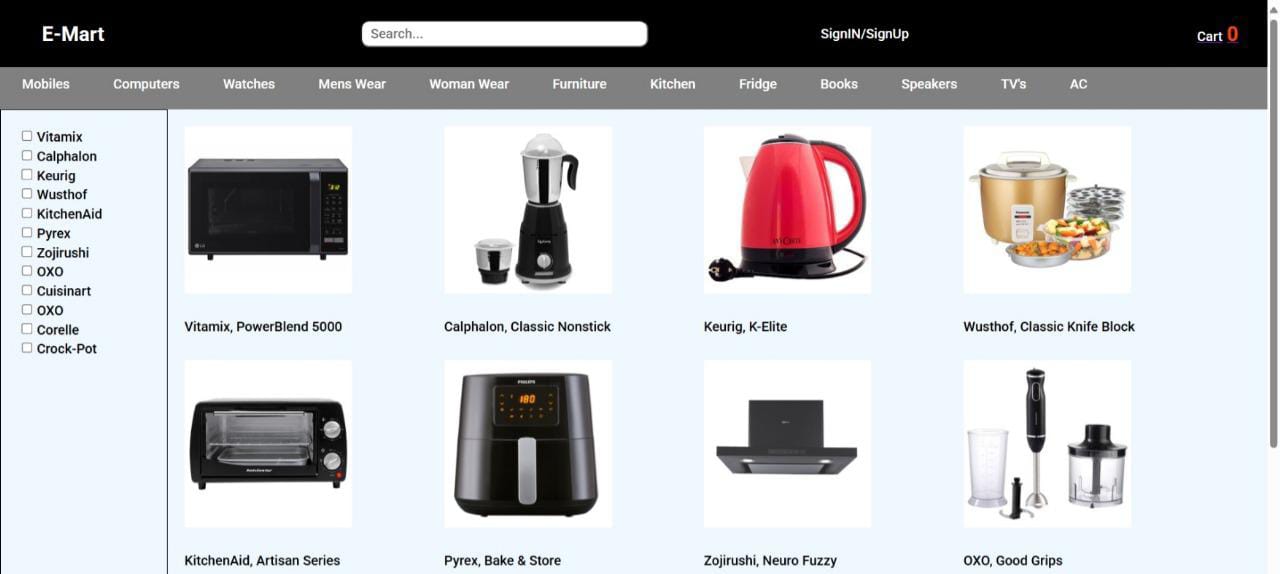 E-Mart
Search...
SignIN/SignUp
Cart 0
Mobiles
Computers
Watches
Mens Wear
Woman Wear
Furniture
Kitchen
Fridge
Books
Speakers
TV's
AC
Vitamix
Calphalon
Keurig
Wusthof
KitchenAid
Pyrex
Zojirushi
OXO
Cuisinart
OXO
Corelle
Crock-Pot
LG
Vitamix, PowerBlend 5000
Calphalon, Classic Nonstick
Keurig, K-Elite
Wusthof, Classic Knife Block
PHILIPS
180
KitchenAid, Artisan Series
Pyrex, Bake & Store
Zojirushi, Neuro Fuzzy
OXO, Good Grips